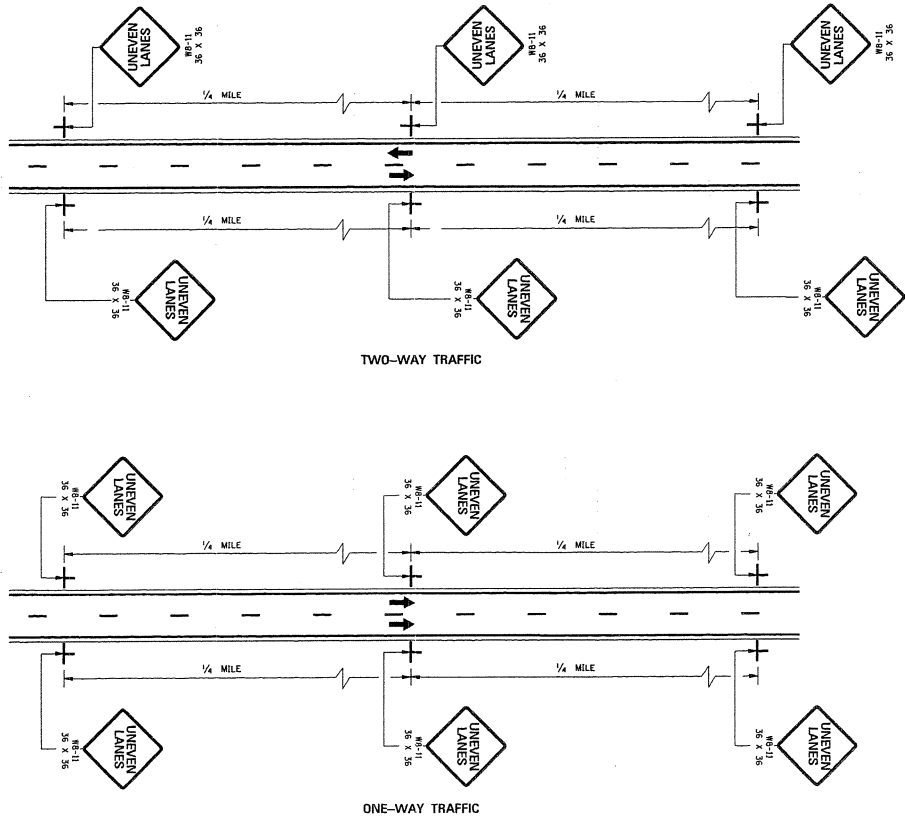 UNEVEN
LANES
W8-11
36 X 36
UNEVEN
LANES
W8-11
36 X 36
UNEVEN
LANES
W8-11
36 X 36
1/4 MILE
1/4 MILE
1/4 MILE
1/4 MILE
UNEVEN
LANES
W8-11
36 X 36
UNEVEN
LANES
W8-11
36 X 36
UNEVEN
LANES
W8-11
36 X 36
TWO-WAY TRAFFIC
UNEVEN
LANES
W8-11
36 X 36
UNEVEN
LANES
W8-11
36 X 36
UNEVEN
LANES
W8-11
36 X 36
1/4 MILE
1/4 MILE
1/4 MILE
1/4 MILE
UNEVEN
LANES
W8-11
36 X 36
UNEVEN
LANES
W8-11
36 X 36
UNEVEN
LANES
W8-11
36 X 36
ONE-WAY TRAFFIC